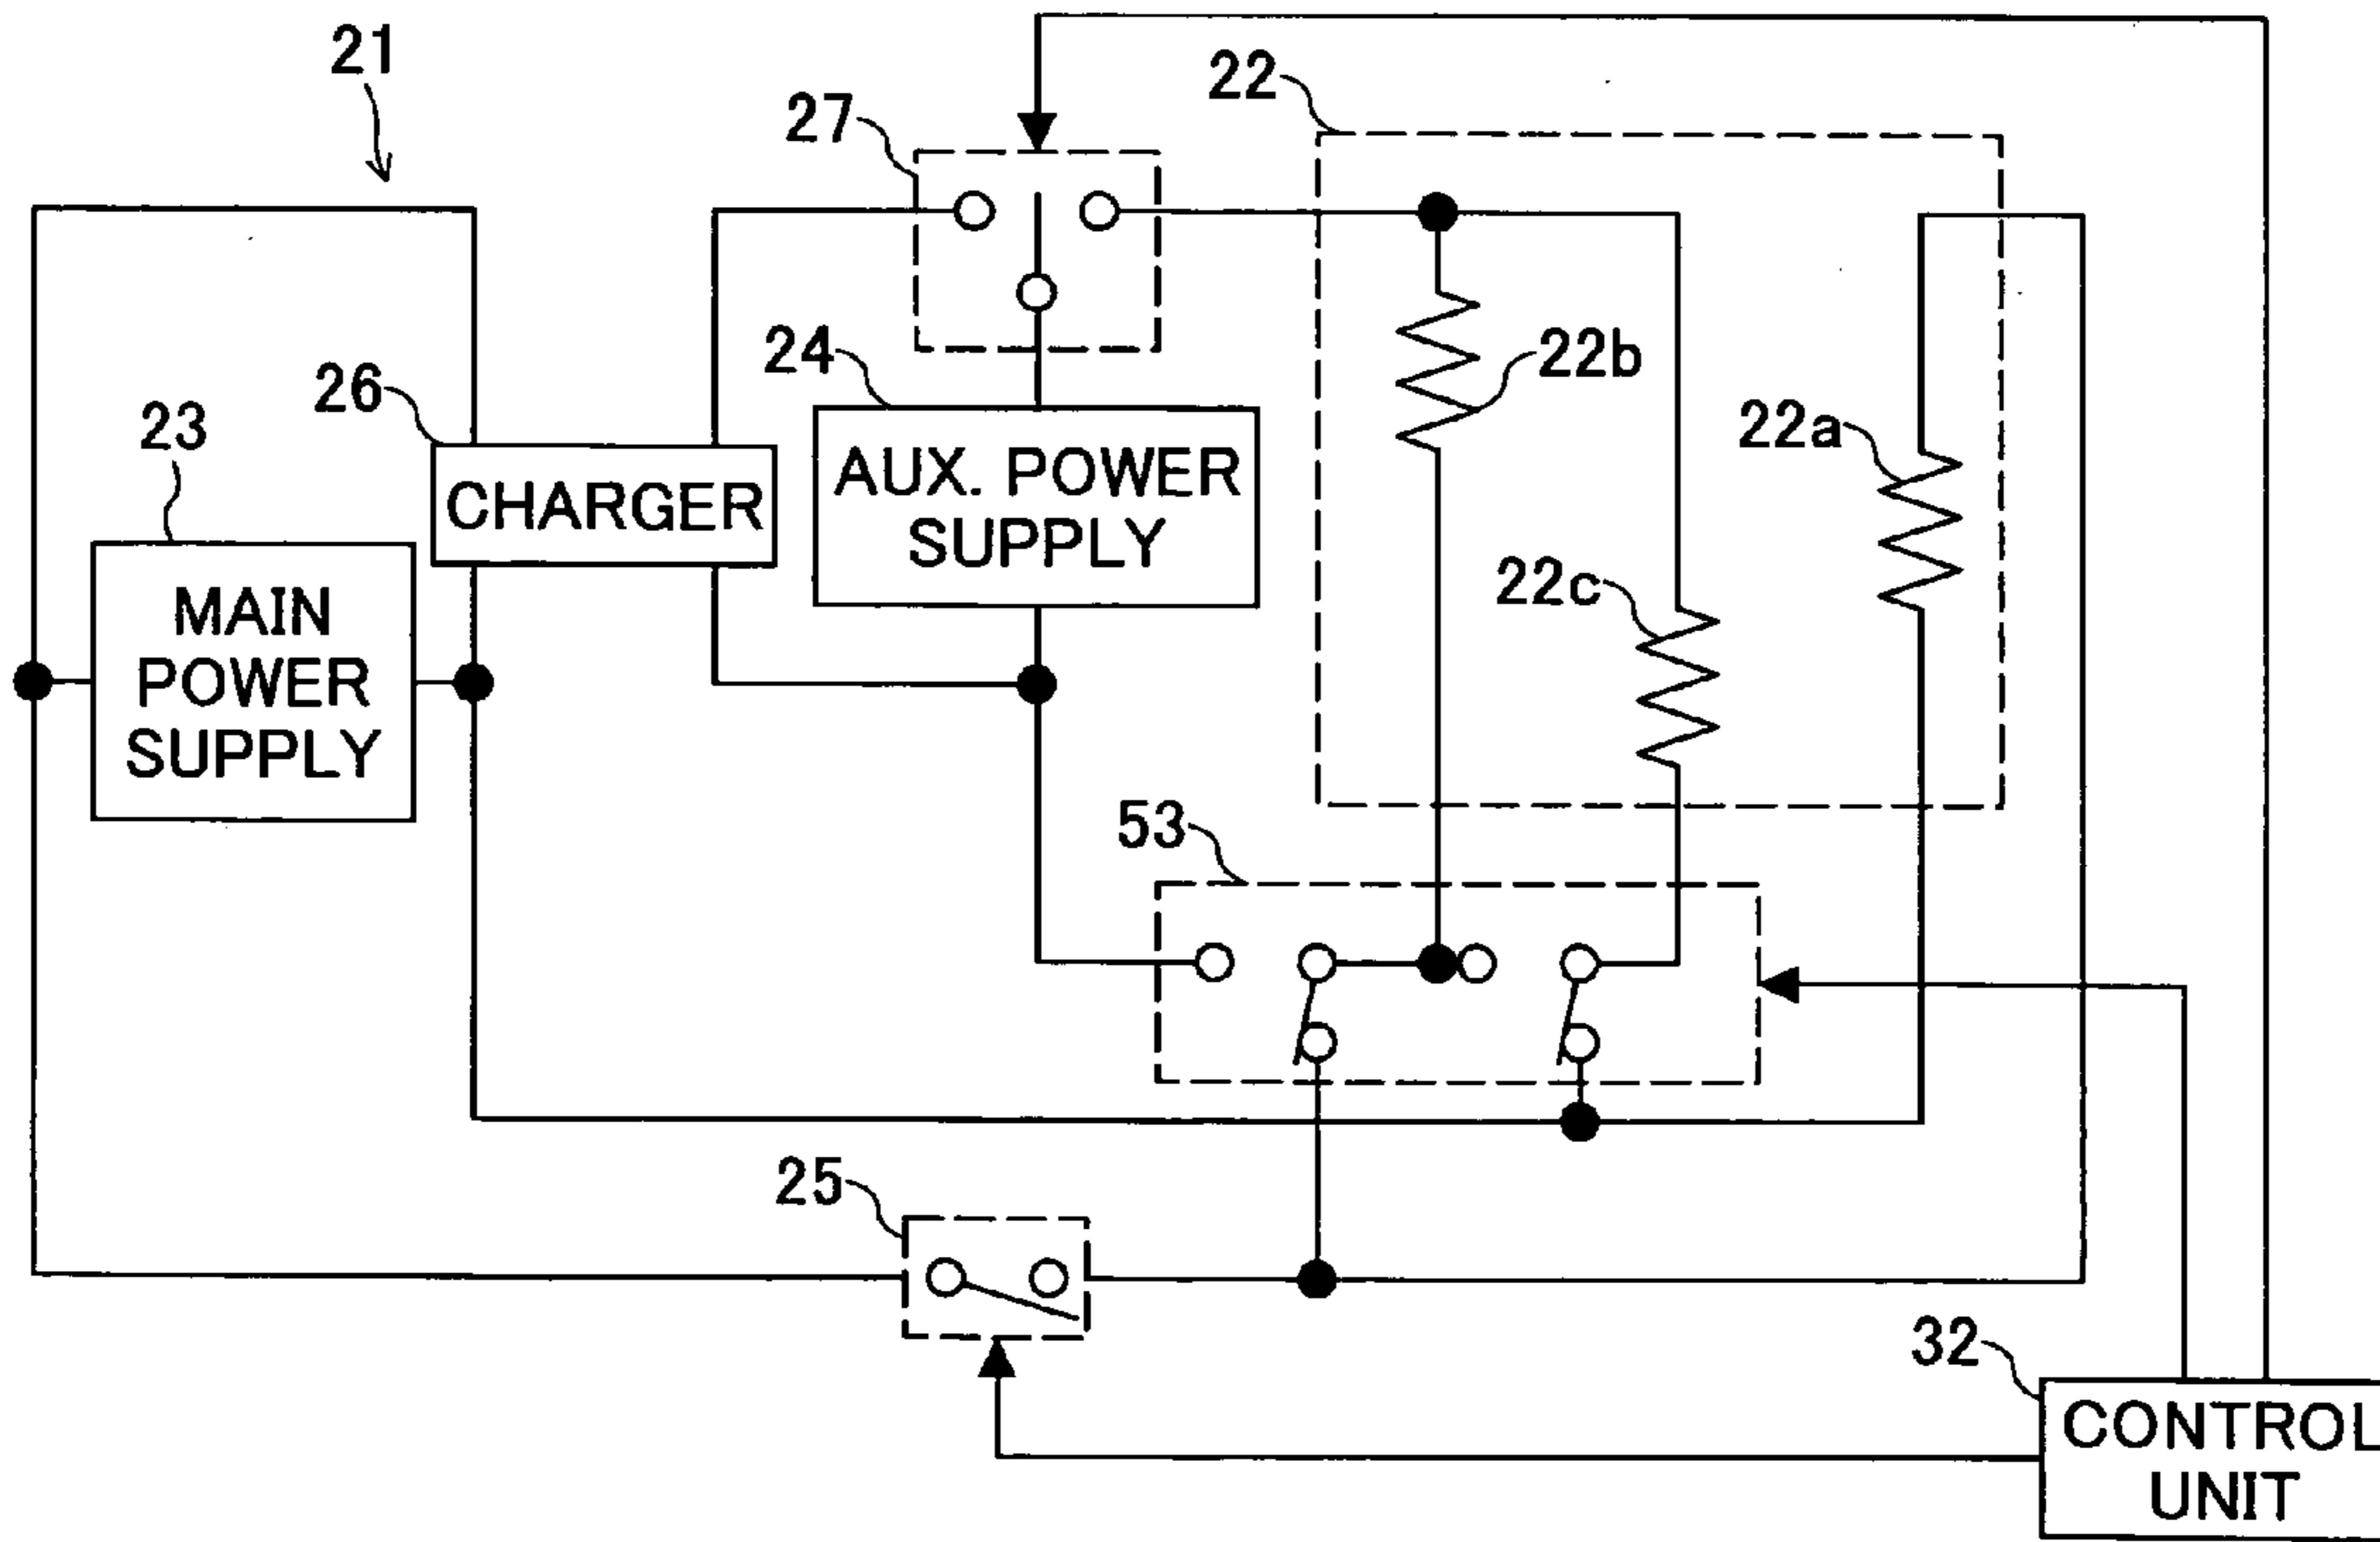 21
22
27
24
22b
26
23
22a
AUX. POWER
SUPPLY
CHARGER
22c
MAIN
POWER
SUPPLY
53
25
32
CONTROL
UNIT